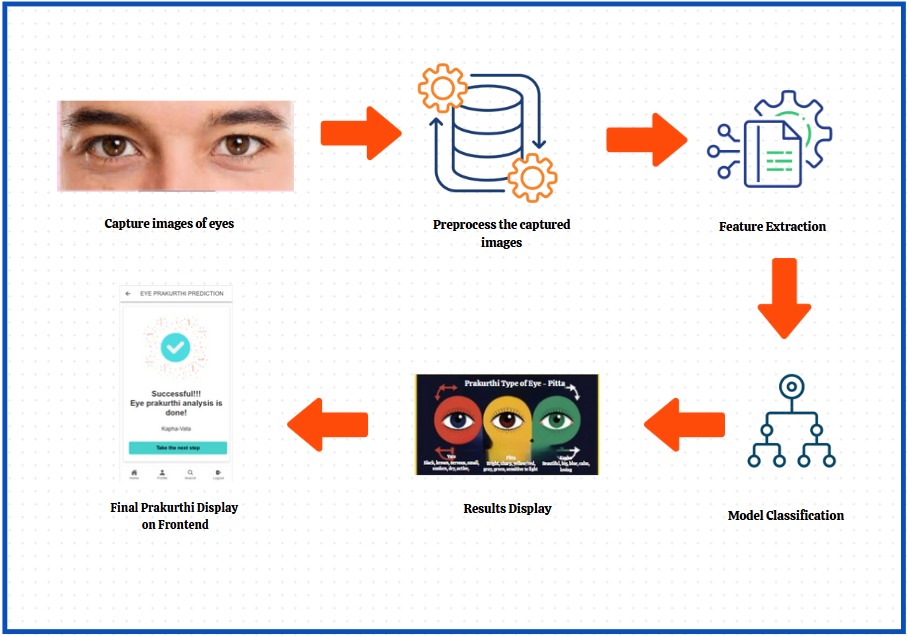 Capture images of eyes
Preprocess the captured
images
Feature Extraction
EYE PRAKURTHI PREDICTION
Successful!!!
Eye prakurthi analysis is
done!
Kapha-Vata
Take the next step
Home
Profile
Search
Logout
Final Prakurthi Display
on Frontend
Prakurthi Type of Eye - Pitta
Vata
Black, brown, nervous, small,
sunken, dry, active,
Pitta
Bright, sharp, yellow/red,
gray, green, sensitive to light
Beautiful, big, blue, calm,
loving
Results Display
Model Classification